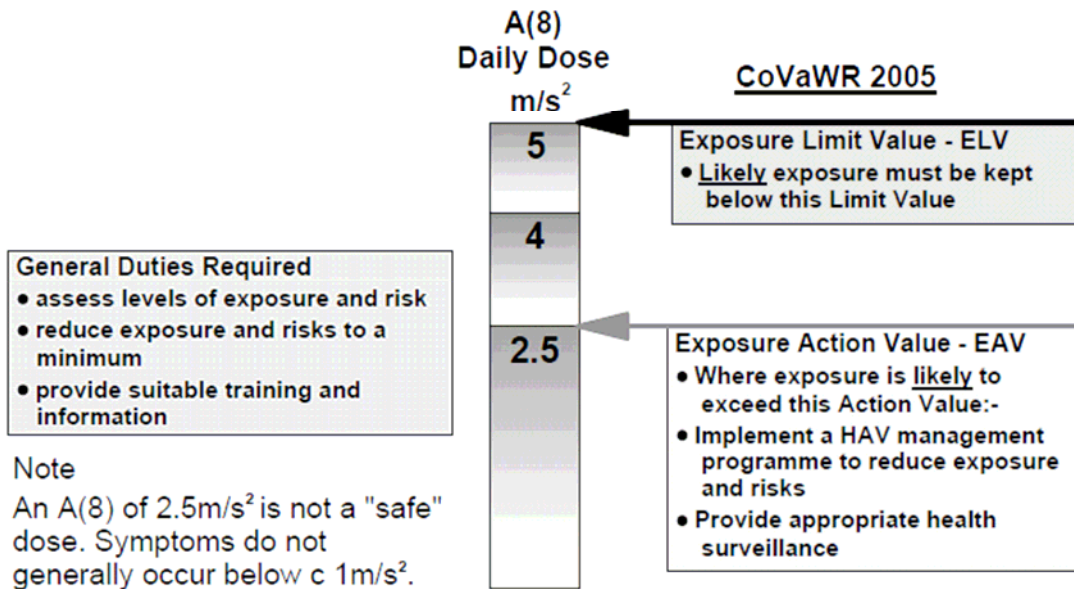 A(8)
Daily Dose
m/s²
CoVaWR 2005
5
4
2.5
Exposure Limit Value - ELV
● Likely exposure must be kept
below this Limit Value
General Duties Required
● assess levels of exposure and risk
● reduce exposure and risks to a
minimum
● provide suitable training and
information
Exposure Action Value - EAV
● Where exposure is likely to
exceed this Action Value:-
● Implement a HAV management
programme to reduce exposure
and risks
● Provide appropriate health
surveillance
Note
An A(8) of 2.5m/s² is not a "safe"
dose. Symptoms do not
generally occur below c 1m/s².